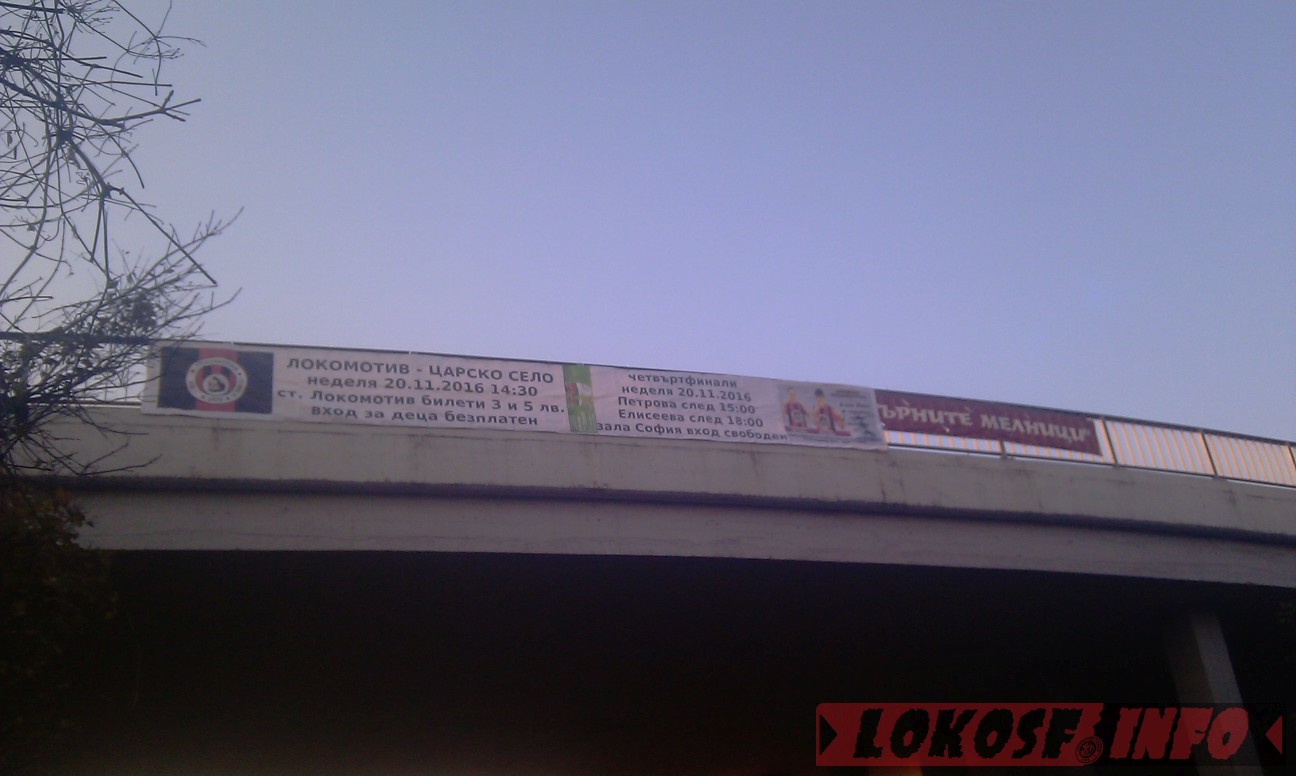 ЛОКОМОТИВ - ЦАРСКО СЕЛО
неделя 20.11.2016 14:30
ст. Локомотив билети 3 и 5 лв.
вход за деца безплатен
четвъртфинали
неделя 20.11.2016
Петрова след 15:00
Елисеева след 18:00
зала София вход свободен
ърните мелници"
LOKOSF.INFO